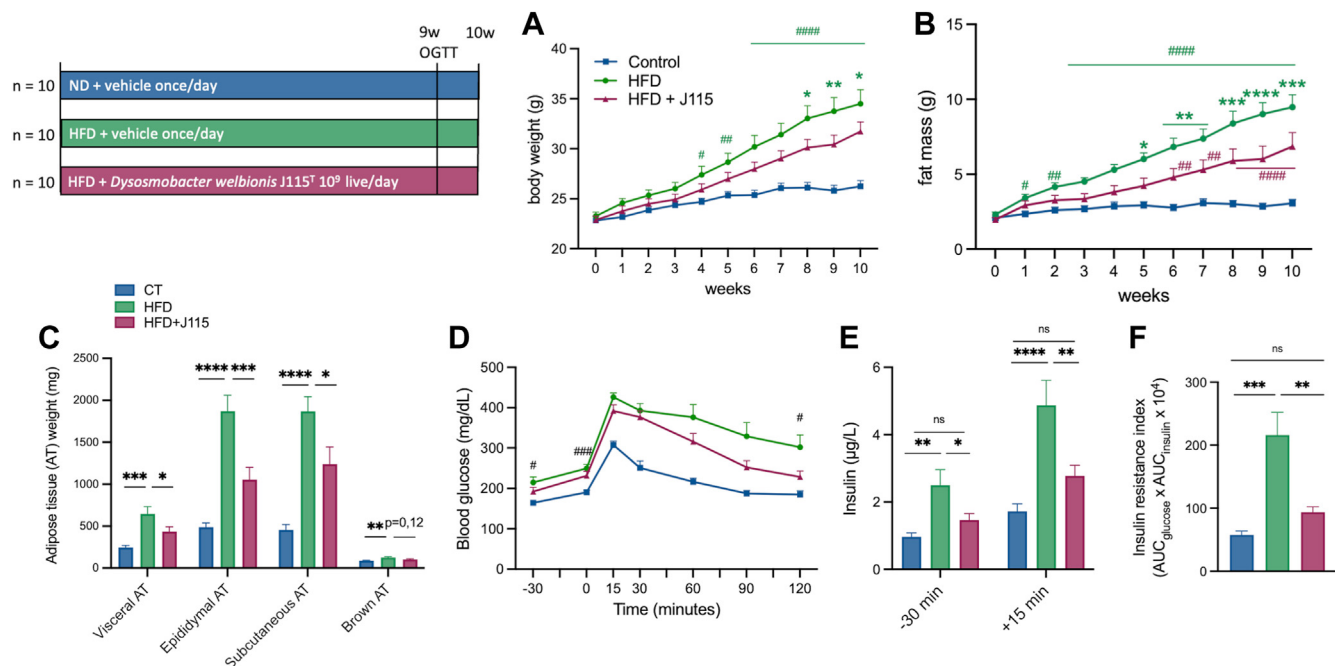 9w
10w
OGTT
n = 10
ND + vehicle once/day
n = 10
HFD + vehicle once/day
n = 10
HFD + Dysosmobacter welbionis J115ᵀ 10⁹ live/day
A
Control
HFD
HFD + J115
body weight (g)
40
35
30
25
20
####
#
##
*
**
*
0 1 2 3 4 5 6 7 8 9 10
weeks
B
fat mass (g)
15
10
5
0
####
#
##
*
**
***
****
***
##
##
####
0 1 2 3 4 5 6 7 8 9 10
weeks
CT
HFD
HFD+J115
C
Adipose tissue (AT) weight (mg)
2500
2000
1500
1000
500
0
*** *
**** ***
**** *
** p=0,12
Visceral AT
Epididymal AT
Subcutaneous AT
Brown AT
D
Blood glucose (mg/dL)
500
400
300
200
100
0
#
###
#
-30 0 15 30 60 90 120
Time (minutes)
E
Insulin (µg/L)
6
4
2
0
ns
** *
ns
**** **
-30 min
+15 min
F
Insulin resistance index
(AUCglucose x AUCinsulin x 10⁴)
300
200
100
0
ns
*** **